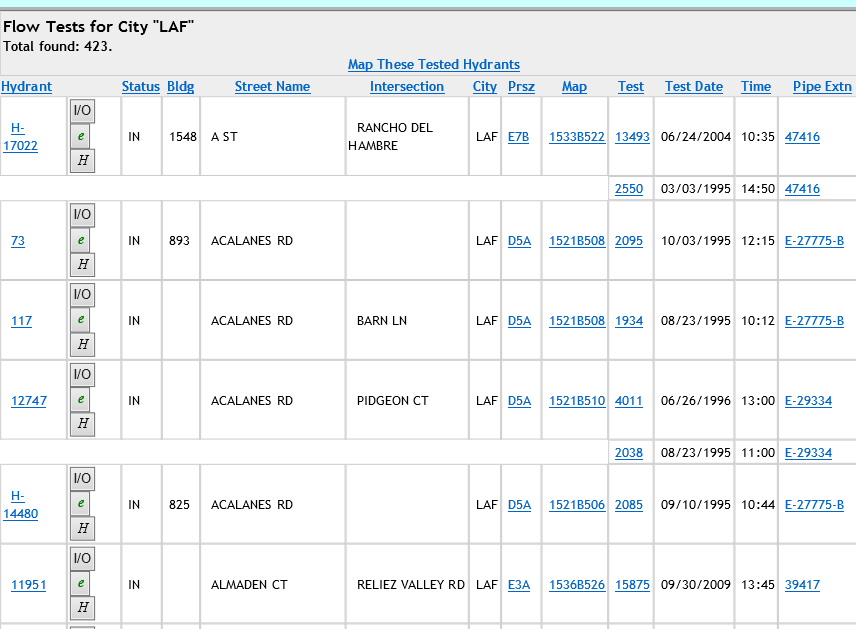 Flow Tests for City "LAF"
Total found: 423.
Map These Tested Hydrants
Hydrant Status Bldg Street Name Intersection City Prsz Map Test Test Date Time Pipe Extn
H-17022 I/O e H IN 1548 A ST RANCHO DEL HAMBRE LAF E7B 1533B522 13493 06/24/2004 10:35 47416
2550 03/03/1995 14:50 47416
73 I/O e H IN 893 ACALANES RD LAF D5A 1521B508 2095 10/03/1995 12:15 E-27775-B
117 I/O e H IN ACALANES RD BARN LN LAF D5A 1521B508 1934 08/23/1995 10:12 E-27775-B
12747 I/O e H IN ACALANES RD PIDGEON CT LAF D5A 1521B510 4011 06/26/1996 13:00 E-29334
2038 08/23/1995 11:00 E-29334
H-14480 I/O e H IN 825 ACALANES RD LAF D5A 1521B506 2085 09/10/1995 10:44 E-27775-B
11951 I/O e H IN ALMADEN CT RELIEZ VALLEY RD LAF E3A 1536B526 15875 09/30/2009 13:45 39417